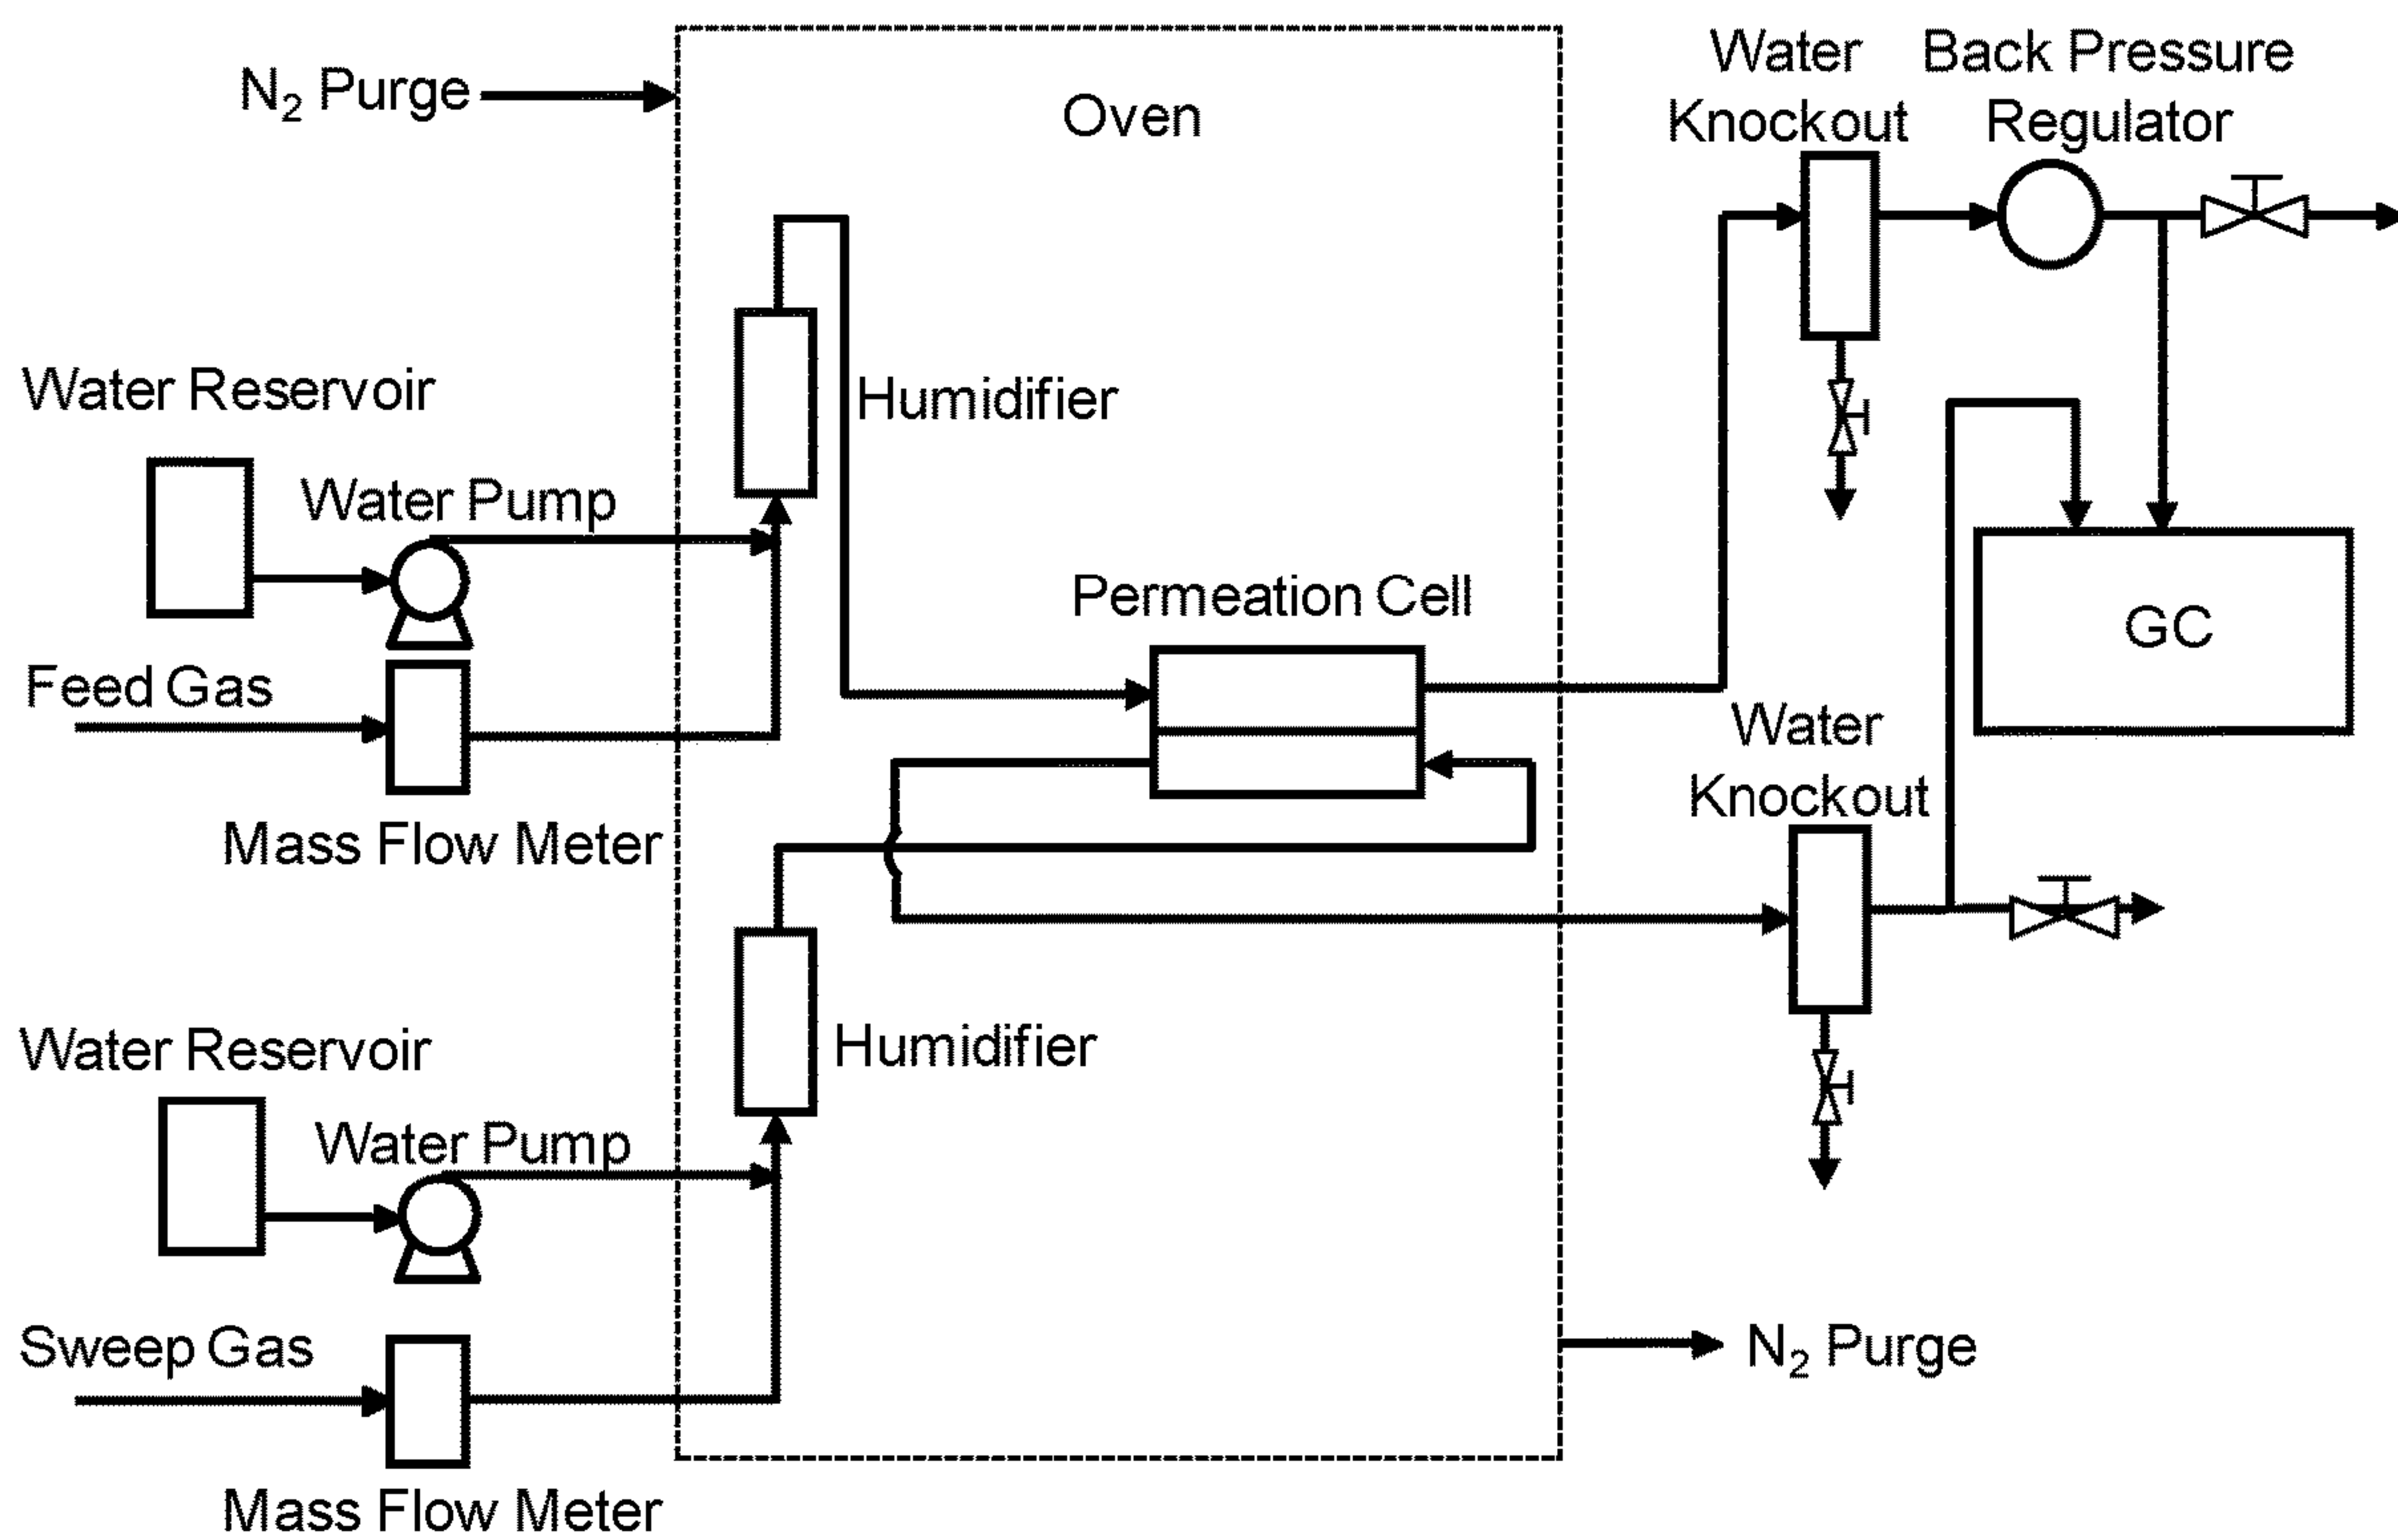 N₂ Purge
Oven
Water
Knockout
Back Pressure
Regulator
Water Reservoir
Humidifier
Water Pump
Permeation Cell
GC
Feed Gas
Water
Knockout
Mass Flow Meter
Water Reservoir
Humidifier
Water Pump
Sweep Gas
N₂ Purge
Mass Flow Meter